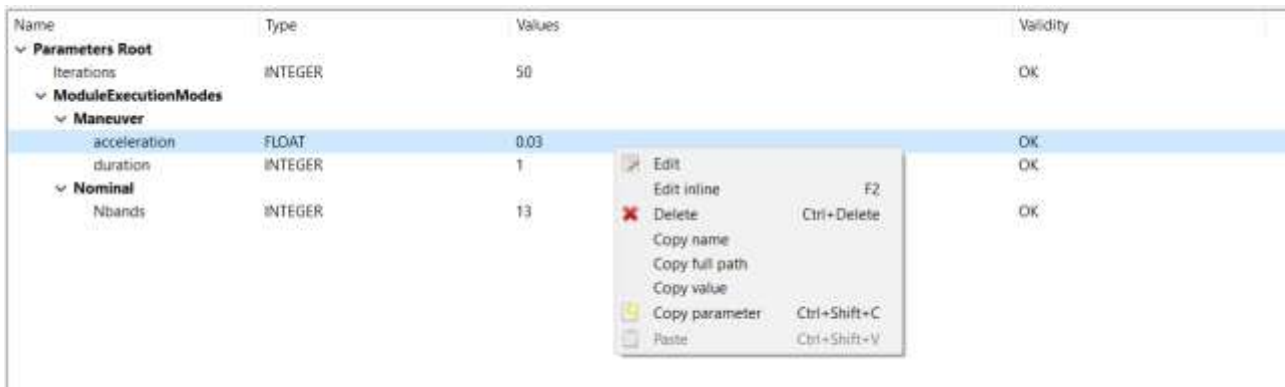 Name Type Values Validity
Parameters Root
Iterations INTEGER 50 OK
ModuleExecutionModes
Maneuver
acceleration FLOAT 0.03 OK
duration INTEGER 1 OK
Nominal
Nbands INTEGER 13 OK
Edit
Edit inline F2
Delete Ctrl+Delete
Copy name
Copy full path
Copy value
Copy parameter Ctrl+Shift+C
Paste Ctrl+Shift+V